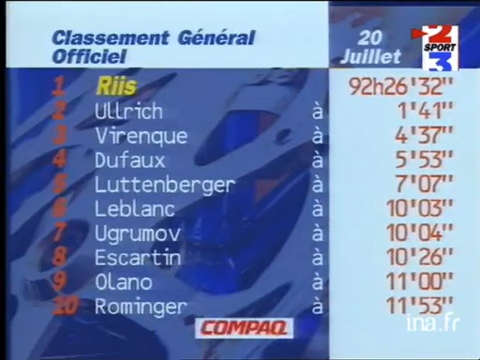 Classement Général
Officiel
20
Juillet
2
SPORT
3
1 Riis 92h26'32''
2 Ullrich à 1'41''
3 Virenque à 4'37''
4 Dufaux à 5'53''
5 Luttenberger à 7'07''
6 Leblanc à 10'03''
7 Ugrumov à 10'04''
8 Escartin à 10'26''
9 Olano à 11'00''
10 Rominger à 11'53''
COMPAQ
ina.fr